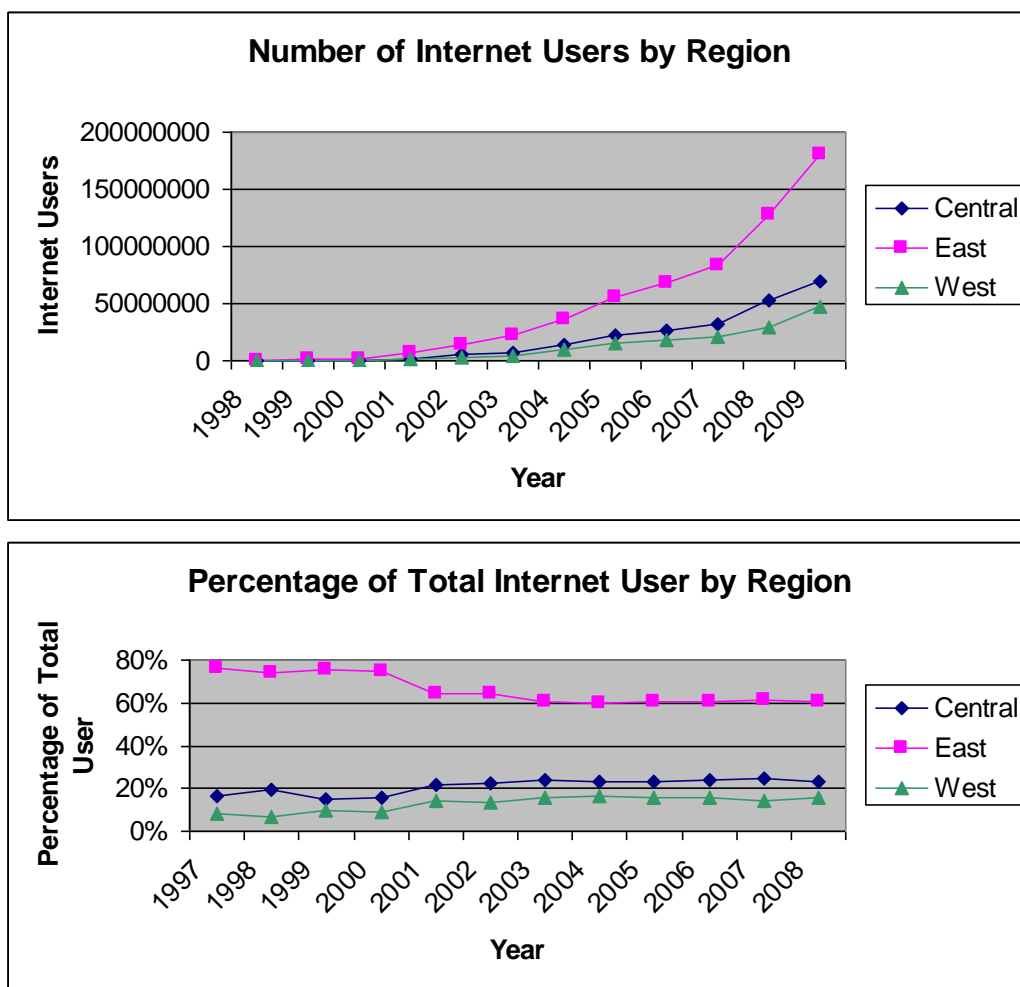 Number of Internet Users by Region
Internet Users
200000000
150000000
100000000
50000000
0
1998
1999
2000
2001
2002
2003
2004
2005
2006
2007
2008
2009
Year
Central
East
West
Percentage of Total Internet User by Region
Percentage of Total
User
80%
60%
40%
20%
0%
1997
1998
1999
2000
2001
2002
2003
2004
2005
2006
2007
2008
Year
Central
East
West